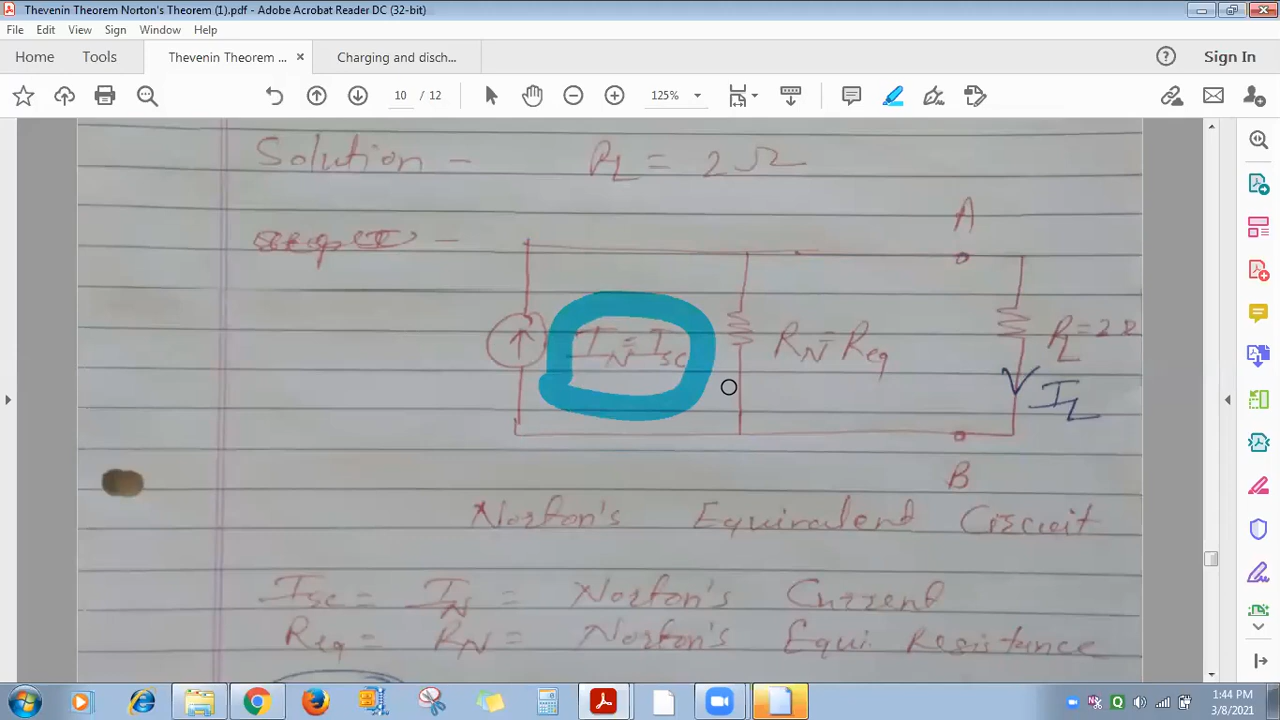 Thevenin Theorem Norton's Theorem (1).pdf - Adobe Acrobat Reader DC (32-bit)
File Edit View Sign Window Help
Home Tools Thevenin Theorem ... × Charging and disch... Sign In
10 / 12 125%
Solution - RL = 2Ω
A
IN = Isc RN = Req RL = 2Ω
IL
B
Norton's Equivalent Circuit
Isc = IN = Norton's Current
Req = RN = Norton's Equi. Resistance
1:44 PM
3/8/2021